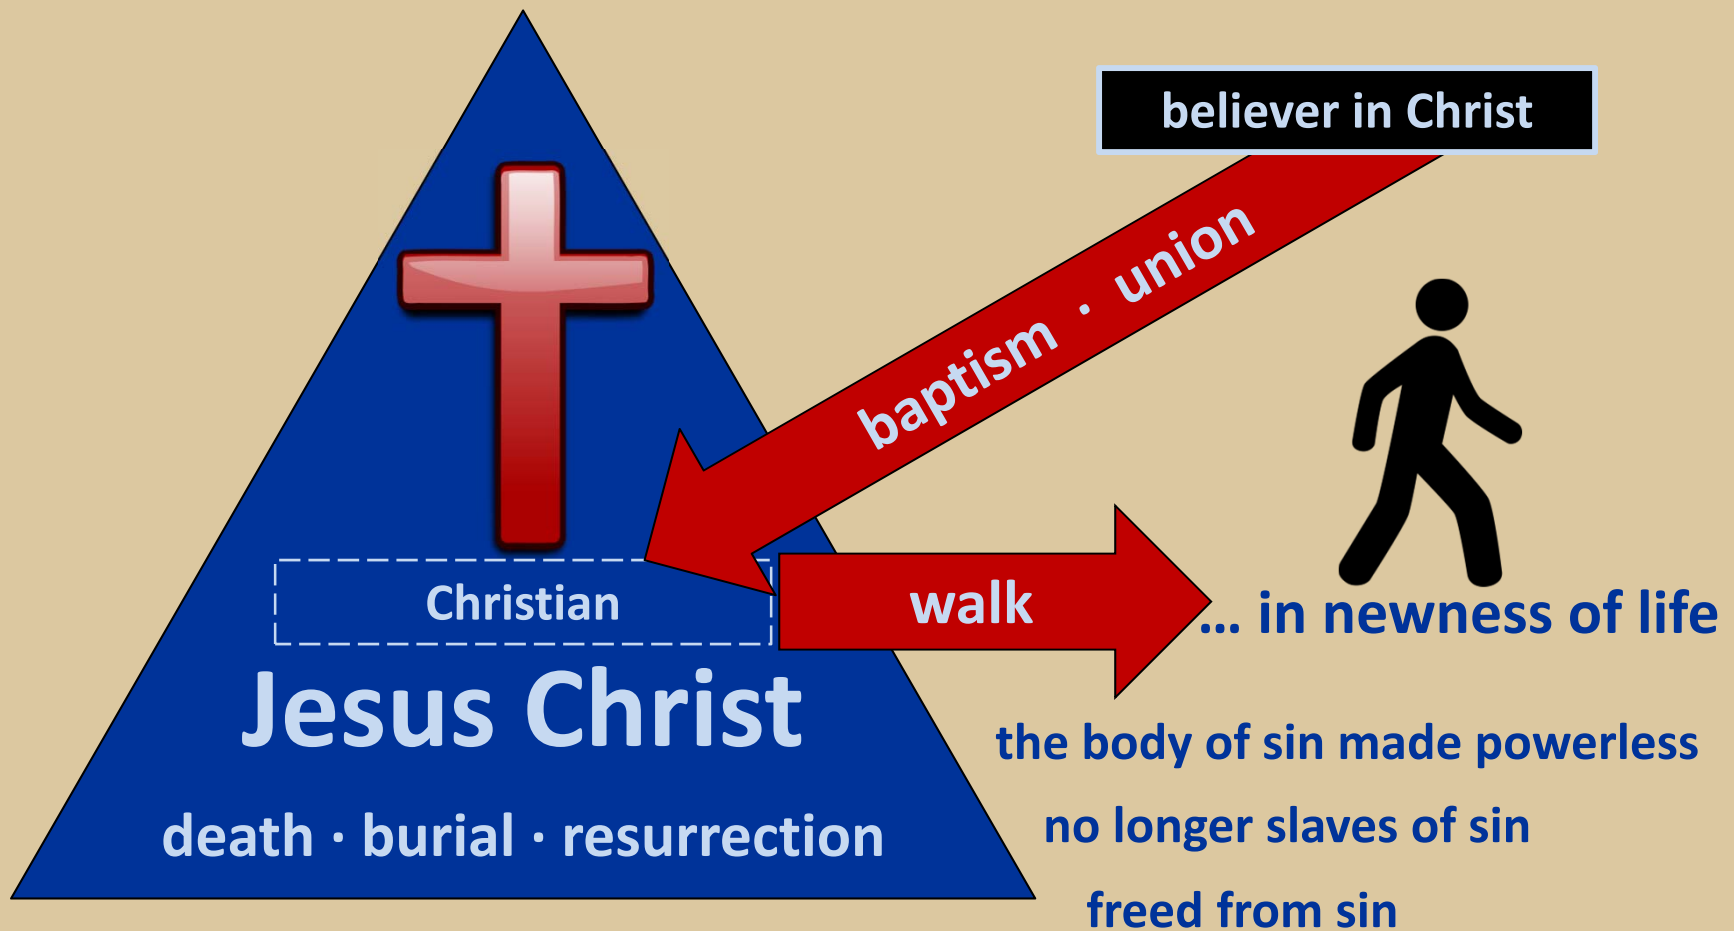 believer in Christ
baptism · union
Christian
walk
... in newness of life
Jesus Christ
the body of sin made powerless
death · burial · resurrection
no longer slaves of sin
freed from sin